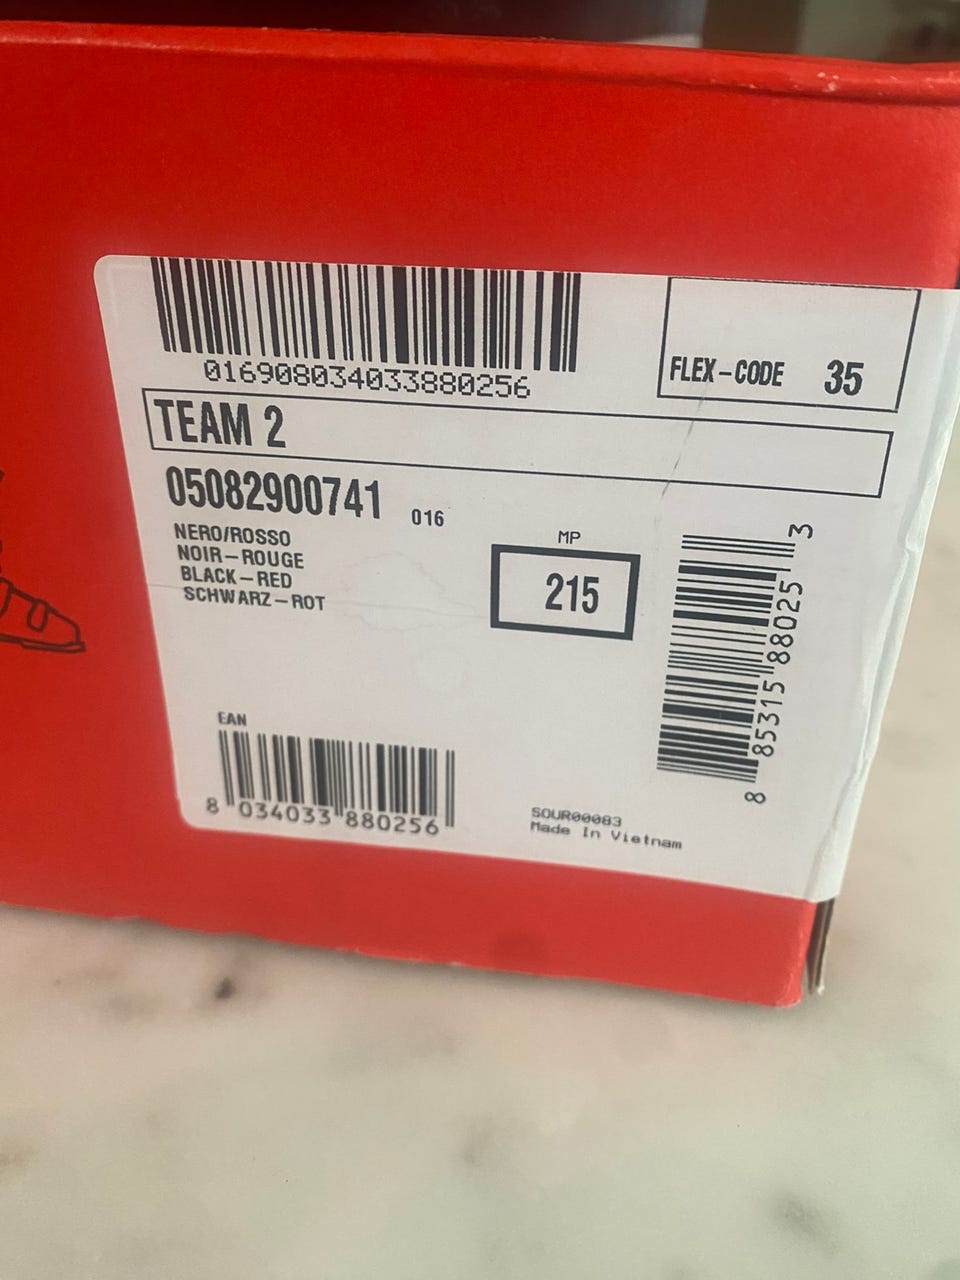 016908034033880256
FLEX-CODE 35
TEAM 2
05082900741 016
NERO/ROSSO
NOIR-ROUGE
BLACK-RED
SCHWARZ-ROT
MP
215
8 85315 88025 3
EAN
8 034033 880256
SOUR00083
Made In Vietnam